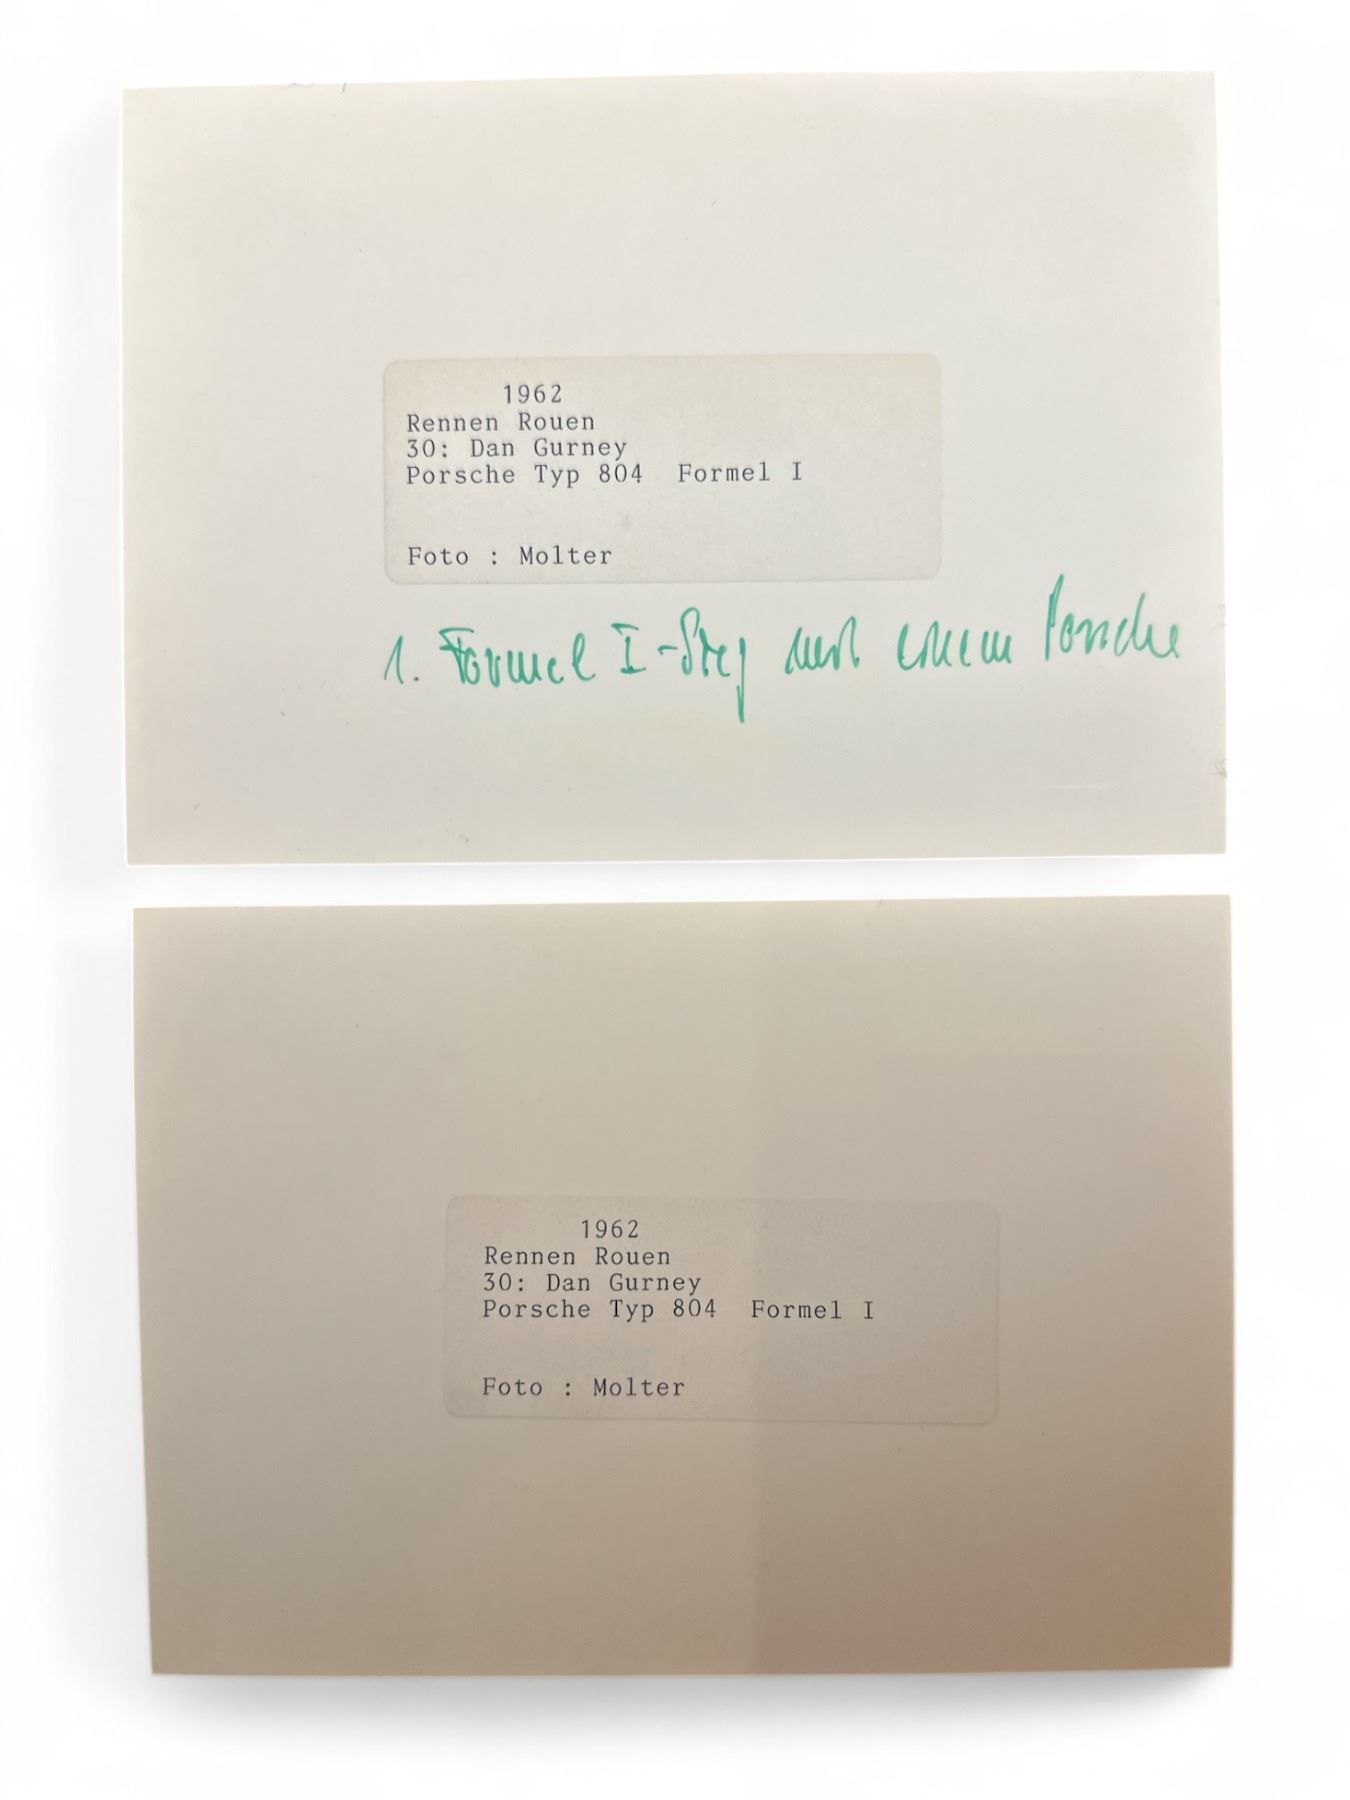 1962
Rennen Rouen
30: Dan Gurney
Porsche Typ 804 Formel I
Foto : Molter
1. Formel I-Sieg mit einem Porsche
1962
Rennen Rouen
30: Dan Gurney
Porsche Typ 804 Formel I
Foto : Molter